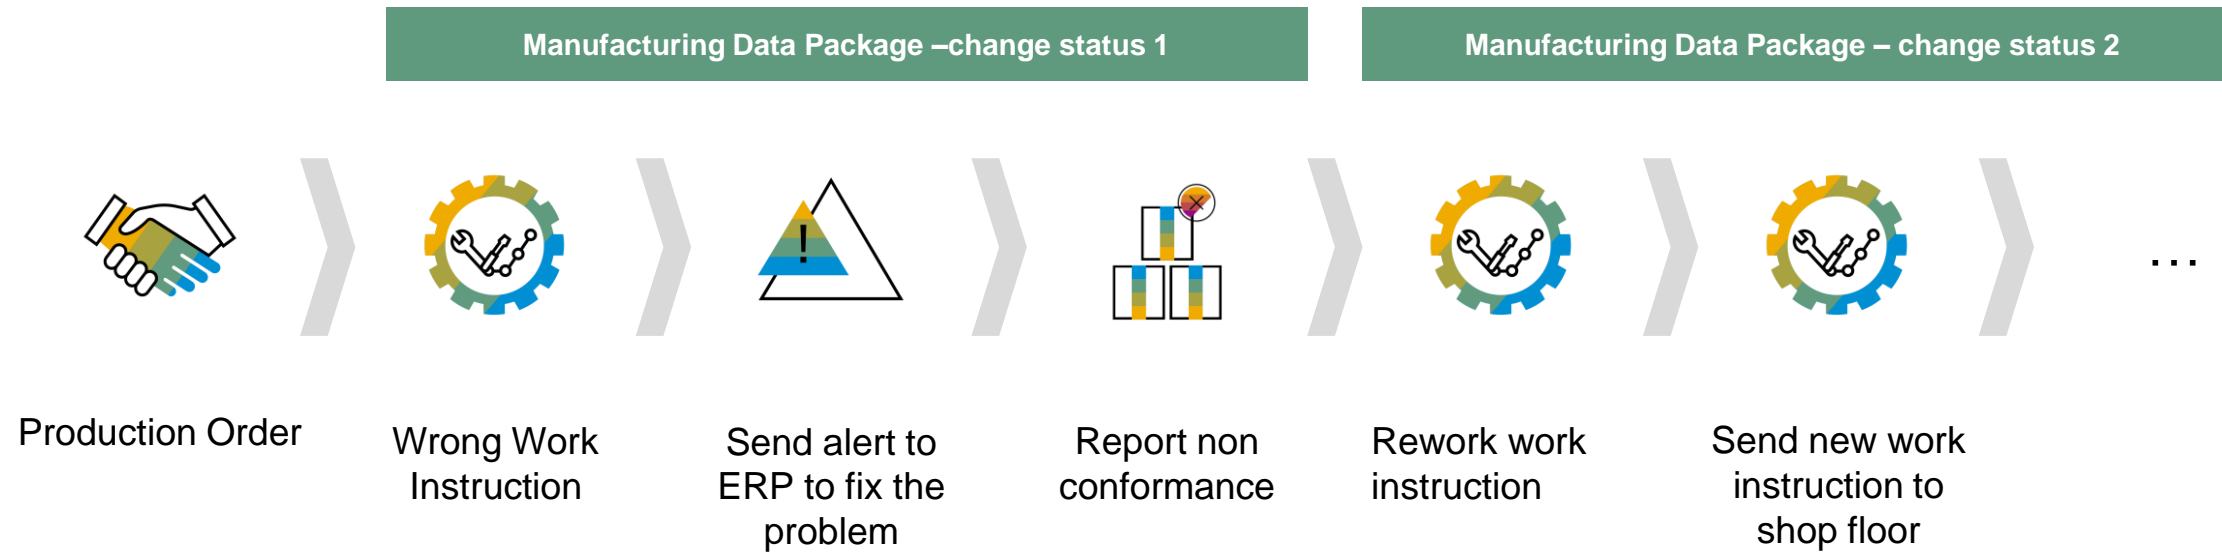 Manufacturing Data Package –change status 1
Manufacturing Data Package – change status 2
!
...
Production Order
Wrong Work
Instruction
Send alert to
ERP to fix the
problem
Report non
conformance
Rework work
instruction
Send new work
instruction to
shop floor